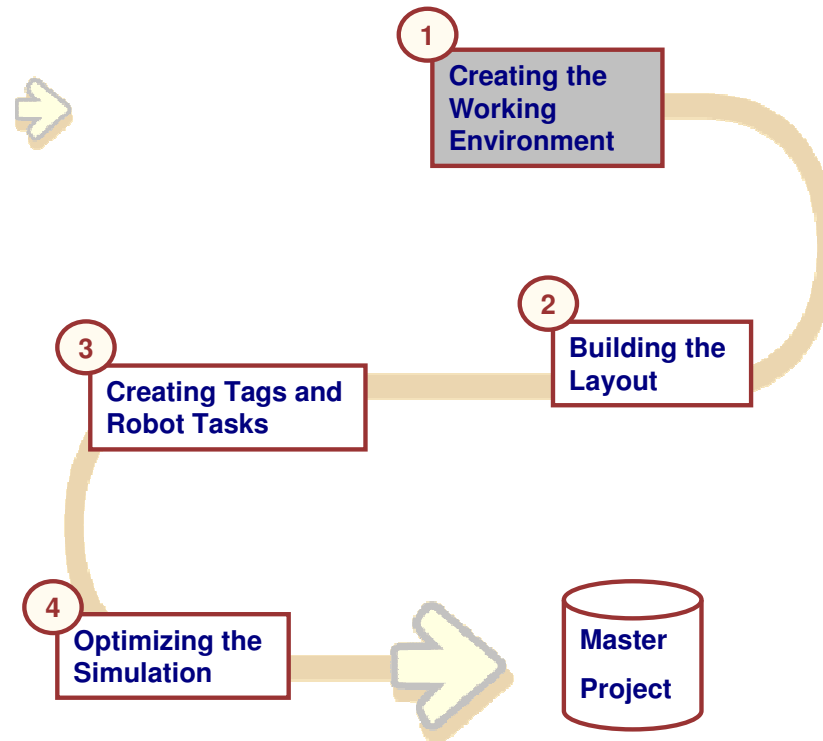 1
Creating the
Working
Environment
2
Building the
Layout
3
Creating Tags and
Robot Tasks
4
Optimizing the
Simulation
Master
Project